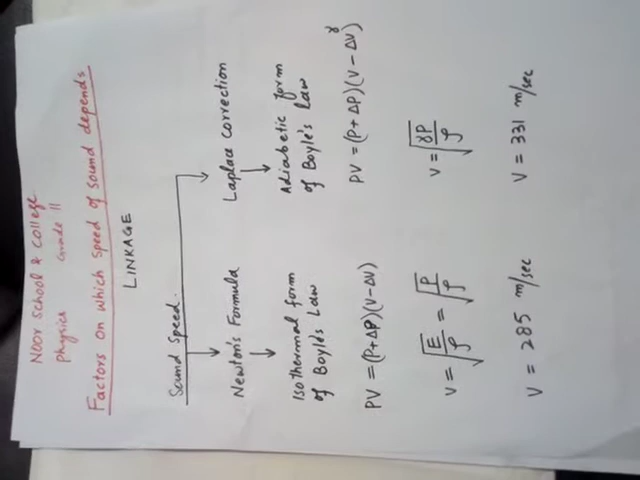 NOOR SCHOOL & COLLEGE
Physics Grade 11
Factors on which speed of sound depends
LINKAGE
Sound Speed.
Newton's Formula
Isothermal form
of Boyle's Law
PV = (P+ΔP)(V-ΔV)
V = √E/ρ = √P/ρ
V = 285 m/sec
Laplace correction
Adiabetic form
of Boyle's Law
PV = (P+ΔP)(V-ΔV)^γ
V = √γP/ρ
V = 331 m/sec